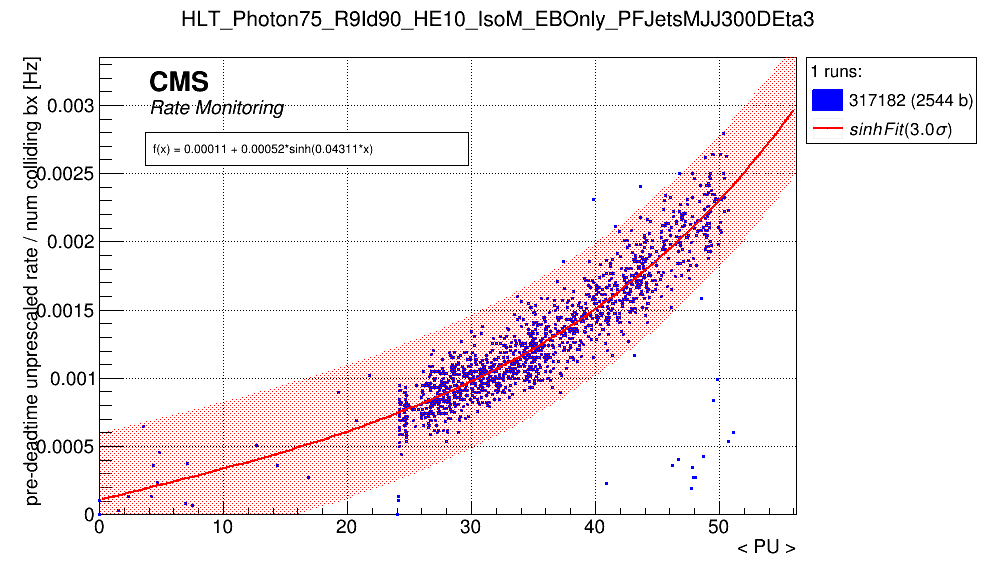 HLT_Photon75_R9Id90_HE10_IsoM_EBOnly_PFJetsMJJ300DEta3
pre-deadtime unprescaled rate / num colliding bx [Hz]
CMS
Rate Monitoring
f(x) = 0.00011 + 0.00052*sinh(0.04311*x)
1 runs:
317182 (2544 b)
sinhFit(3.0σ)
0.003
0.0025
0.002
0.0015
0.001
0.0005
0
0 10 20 30 40 50
< PU >